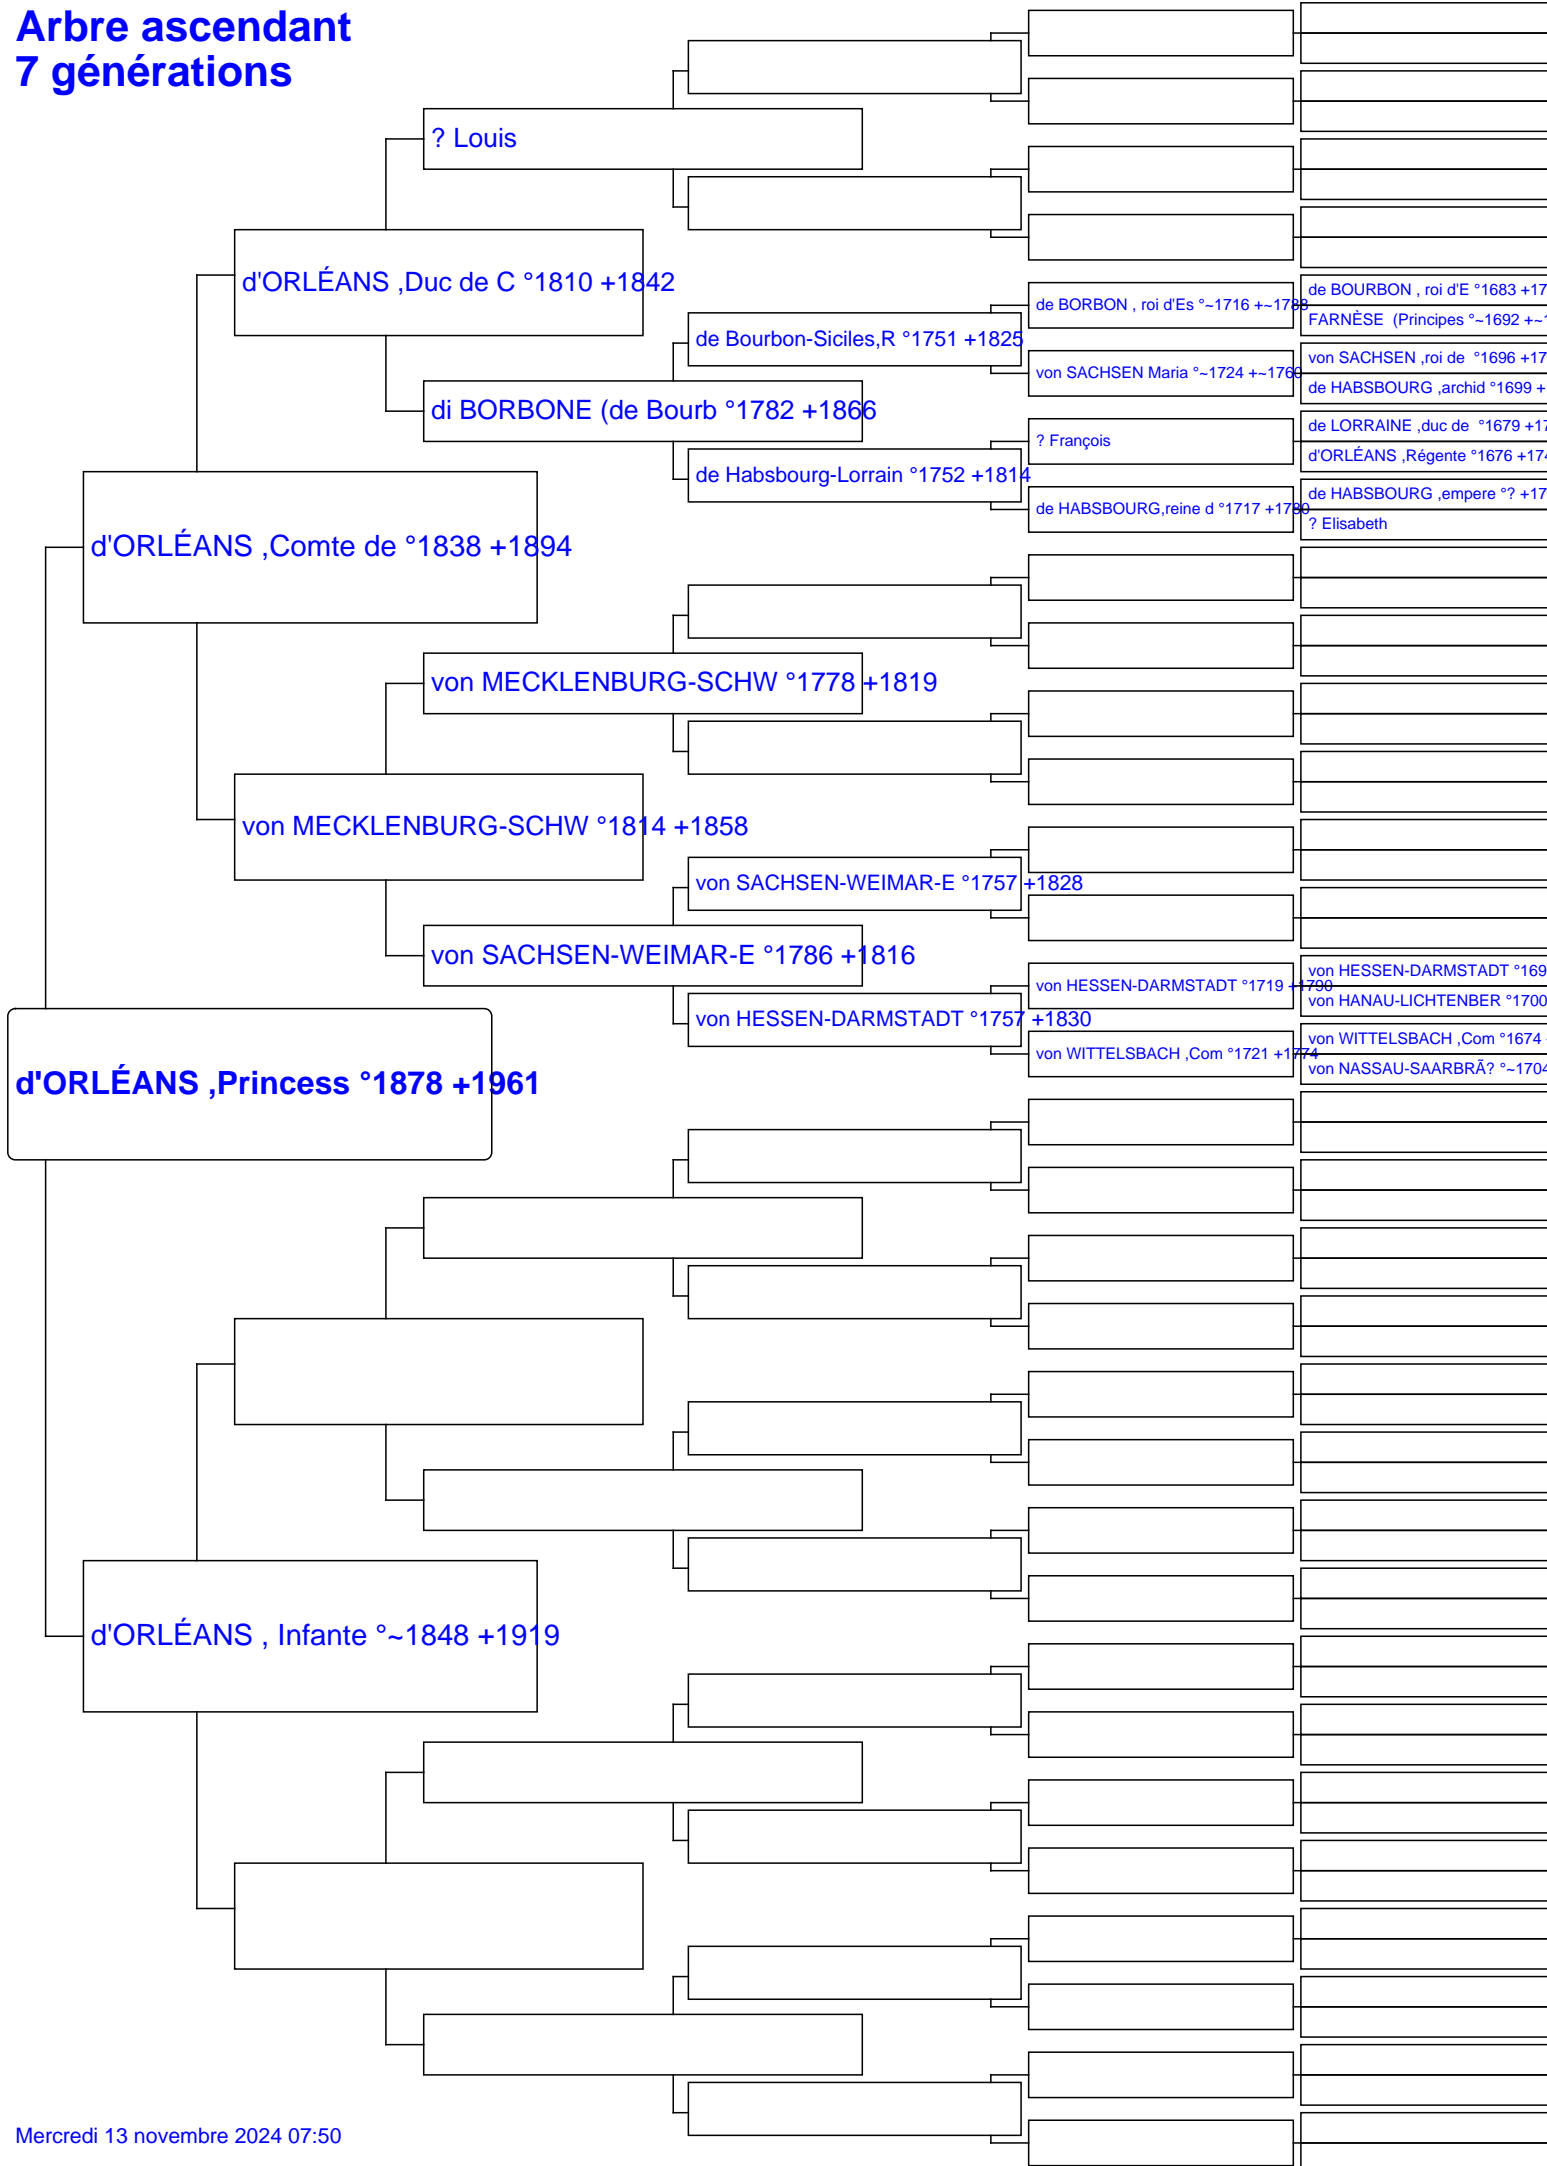 Arbre ascendant
7 générations
? Louis
d'ORLÉANS ,Duc de C °1810 +1842
de BORBON , roi d'Es °~1716 +~1788
de BOURBON , roi d'E °1683 +17
FARNÈSE (Principes °~1692 +~1
de Bourbon-Siciles,R °1751 +1825
von SACHSEN Maria °~1724 +~1760
von SACHSEN ,roi de °1696 +17
de HABSBOURG ,archid °1699 +
di BORBONE (de Bourb °1782 +1866
? François
de LORRAINE ,duc de °1679 +17
d'ORLÉANS ,Régente °1676 +174
de Habsbourg-Lorrain °1752 +1814
de HABSBOURG,reine d °1717 +1780
de HABSBOURG ,empere °? +17
? Elisabeth
d'ORLÉANS ,Comte de °1838 +1894
von MECKLENBURG-SCHW °1778 +1819
von MECKLENBURG-SCHW °1814 +1858
von SACHSEN-WEIMAR-E °1757 +1828
von SACHSEN-WEIMAR-E °1786 +1816
von HESSEN-DARMSTADT °1719 +1790
von HESSEN-DARMSTADT °169
von HANAU-LICHTENBER °1700
von HESSEN-DARMSTADT °1757 +1830
von WITTELSBACH ,Com °1721 +1774
von WITTELSBACH ,Com °1674
von NASSAU-SAARBRÃ? °~1704
d'ORLÉANS ,Princess °1878 +1961
d'ORLÉANS , Infante °~1848 +1919
Mercredi 13 novembre 2024 07:50